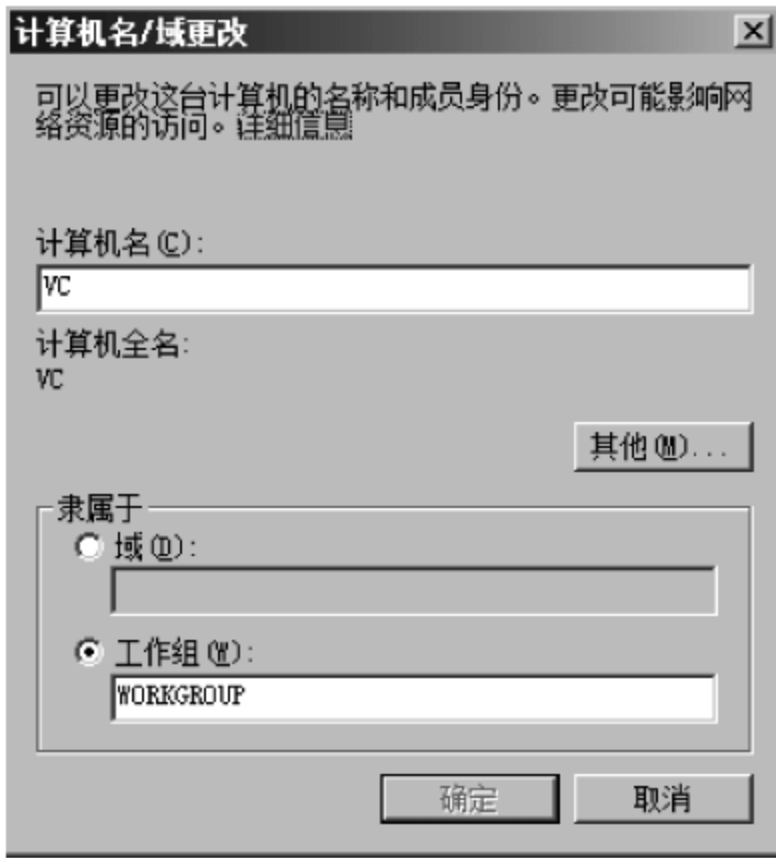 计算机名/域更改
可以更改这台计算机的名称和成员身份。更改可能影响网
络资源的访问。详细信息
计算机名(C):
VC
计算机全名:
VC
其他(M)...
隶属于
域(D):
工作组(W):
WORKGROUP
确定 取消